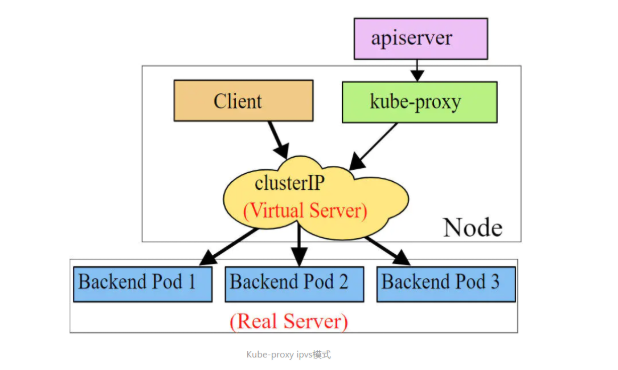 apiserver
Client
kube-proxy
clusterIP
(Virtual Server)
Node
Backend Pod 1
Backend Pod 2
Backend Pod 3
(Real Server)
Kube-proxy ipvs模式